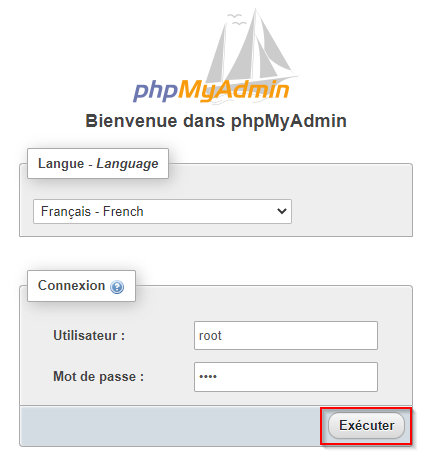 phpMyAdmin
Bienvenue dans phpMyAdmin
Langue - Language
Français - French
Connexion
Utilisateur :
root
Mot de passe :
••••
Exécuter